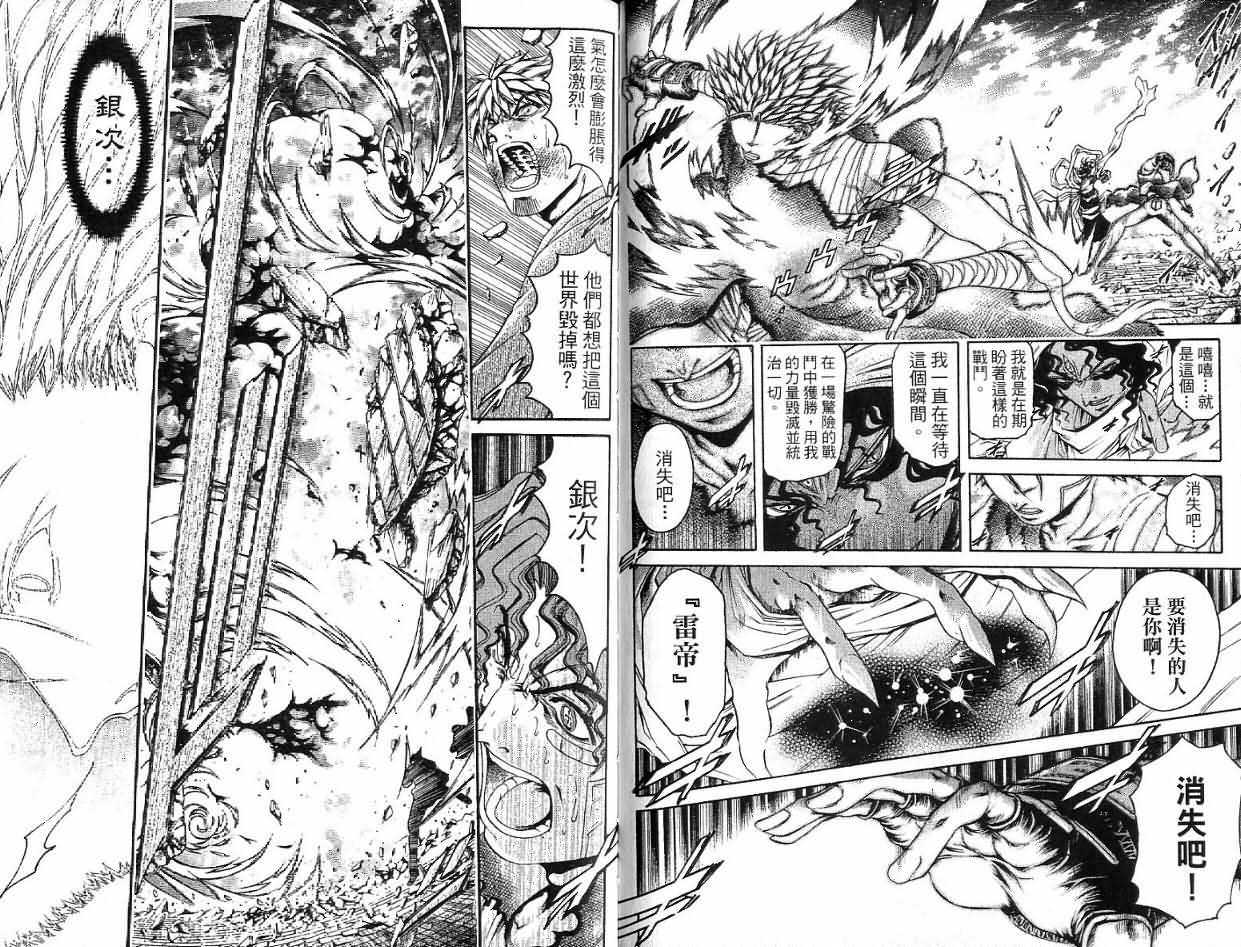 嘻嘻…就
是這個…
我就是在期
盼著這樣的
戰鬥。
我一直在等待
這個瞬間。
在一場驚險的戰
鬥中獲勝，用我
的力量毀滅並統
治一切。
消失吧…
消失吧…
要消失的人
是你啊！
『雷帝』！
消失吧！
氣怎麼會膨脹得
這麼激烈！
他們都想把這個
世界毀掉嗎？
銀次！
銀次…